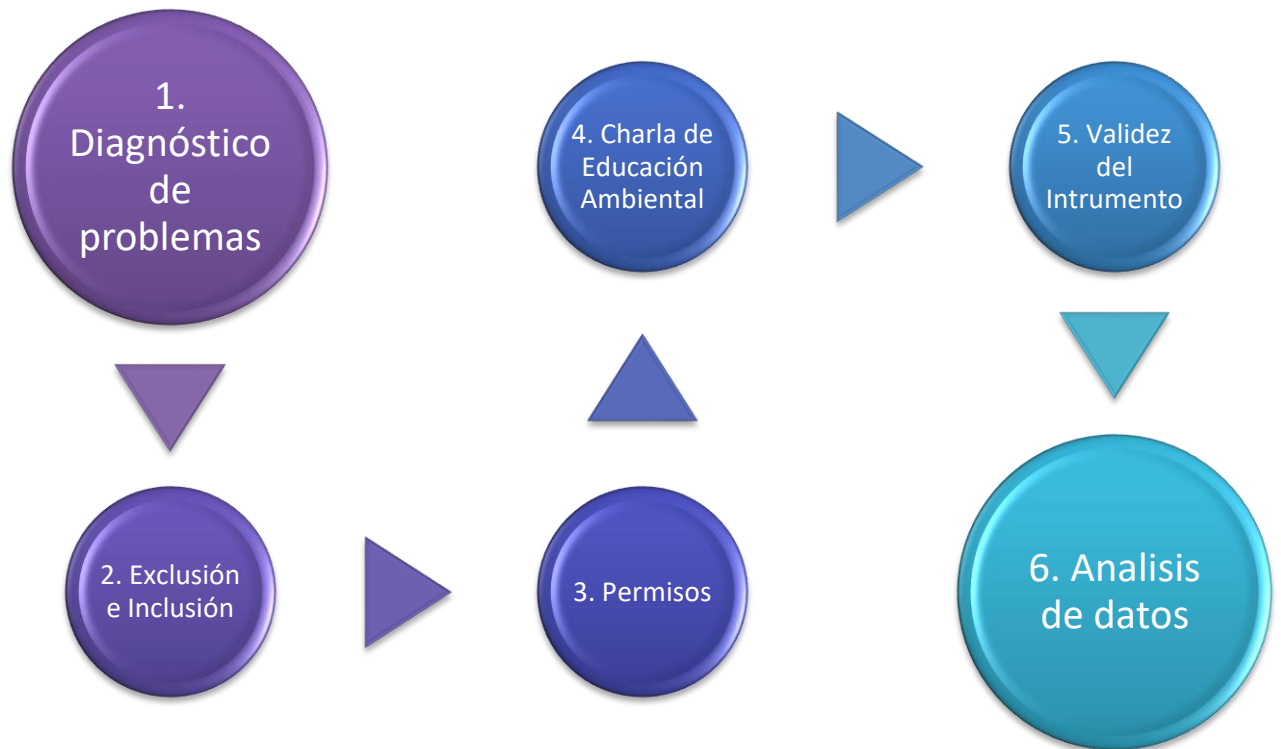 1.
Diagnóstico
de
problemas
2. Exclusión
e Inclusión
3. Permisos
4. Charla de
Educación
Ambiental
5. Validez
del
Intrumento
6. Analisis
de datos